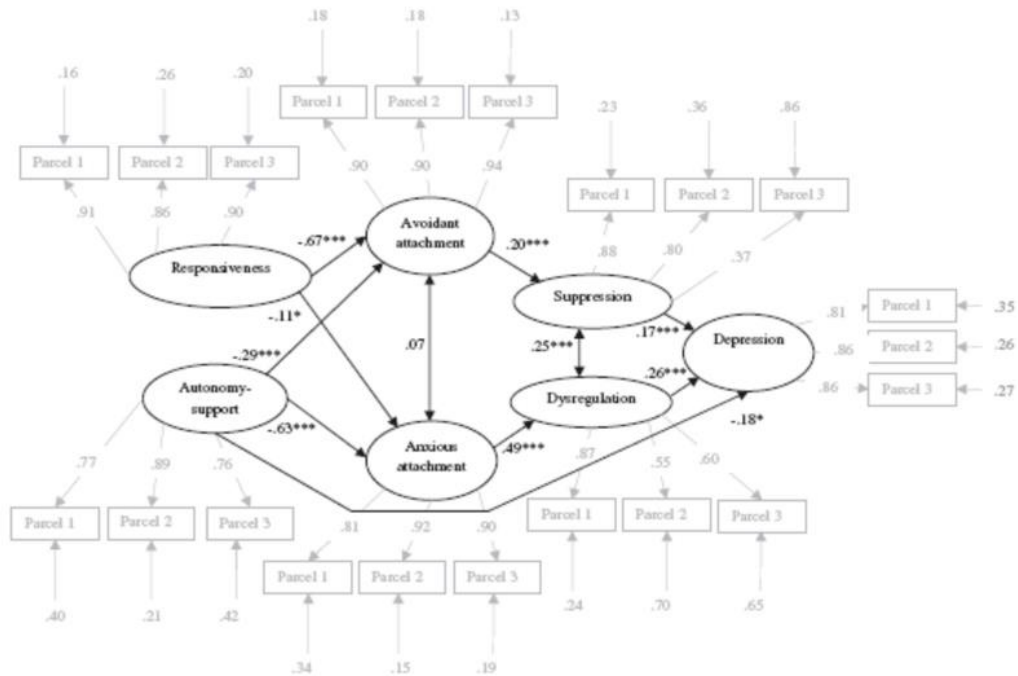 .18 .18 .13
.16 .26 .20
Parcel 1 Parcel 2 Parcel 3
.23 .36 .86
Parcel 1 Parcel 2 Parcel 3
.90 .90 .94
Parcel 1 Parcel 2 Parcel 3
.91 .86 .90
Avoidant
attachment
-.67***
.20***
.88 .80 .37
Responsiveness
Suppression
-.11*
.81 Parcel 1 .35
.17***
Depression
.07
.25***
-.29***
.86 Parcel 2 .26
.26***
Autonomy-
support
Dysregulation
.86 Parcel 3 .27
-.18*
-.63***
Anxious
attachment
.49***
.77 .89 .76
.87 .55 .60
Parcel 1 Parcel 2 Parcel 3
.81 .92 .90
Parcel 1 Parcel 2 Parcel 3
Parcel 1 Parcel 2 Parcel 3
.40 .21 .42
.24 .70 .65
.34 .15 .19